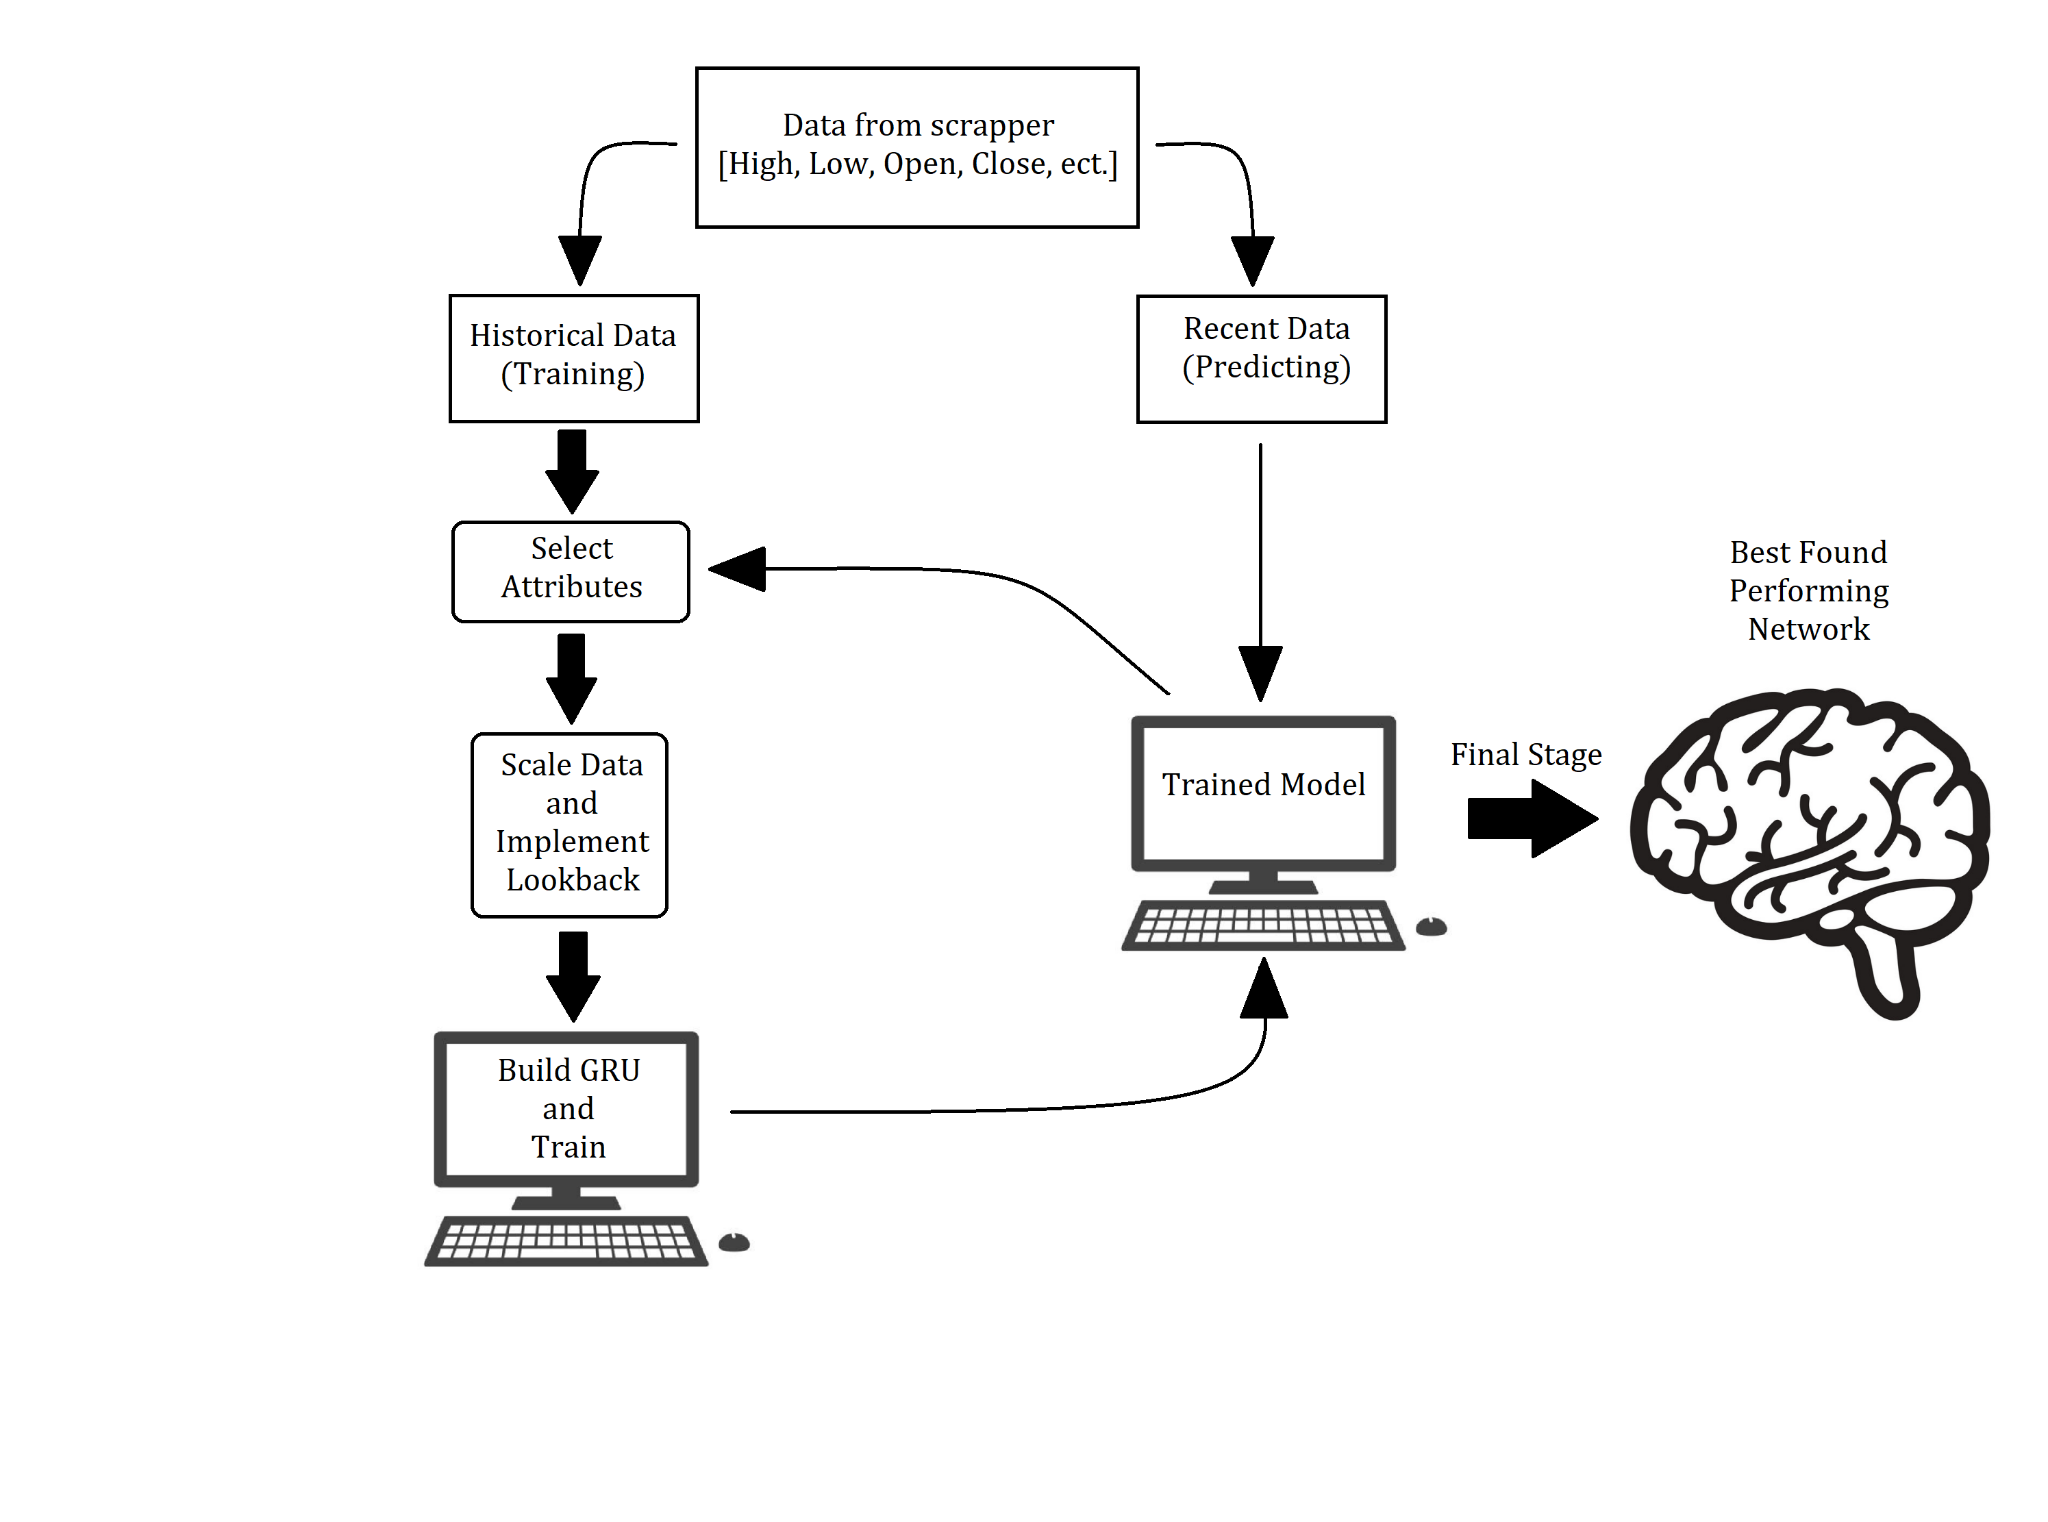 Data from scrapper
[High, Low, Open, Close, ect.]
Historical Data
(Training)
Recent Data
(Predicting)
Select
Attributes
Best Found
Performing
Network
Scale Data
and
Implement
Lookback
Trained Model
Final Stage
Build GRU
and
Train